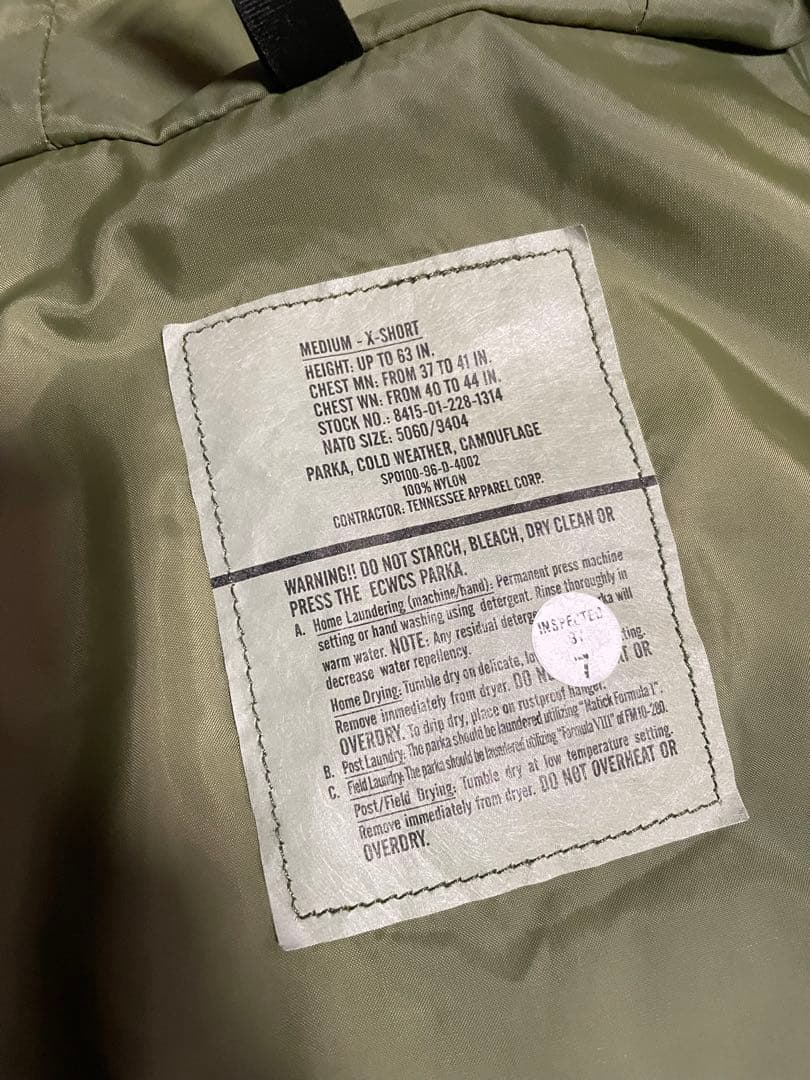 MEDIUM - X-SHORT
HEIGHT: UP TO 63 IN.
CHEST MN: FROM 37 TO 41 IN.
CHEST WN: FROM 40 TO 44 IN.
STOCK NO.: 8415-01-228-1314
NATO SIZE: 5060/9404
PARKA, COLD WEATHER, CAMOUFLAGE
SPO100-96-D-4002
100% NYLON
CONTRACTOR: TENNESSEE APPAREL CORP.
WARNING!! DO NOT STARCH, BLEACH, DRY CLEAN OR
PRESS THE ECWCS PARKA.
A. Home Laundering (machine/hand): Permanent press machine
setting or hand washing using detergent. Rinse thoroughly in
warm water. NOTE: Any residual will
decrease water repellency.
Home Drying: Tumble dry on delicate,
Remove immediately from dryer. DO OR
OVERDRY. To drip dry, place on rustproof hanger.
B. Post Laundry: The parka should be laundered utilizing "Natick Formula I".
C. Field Laundry: The parka should be laundered utilizing "Formula VIII" of FM 10-280.
Post/Field Drying: Tumble dry at low temperature setting.
Remove immediately from dryer. DO NOT OVERHEAT OR
OVERDRY.
INSPECTED
BY
7